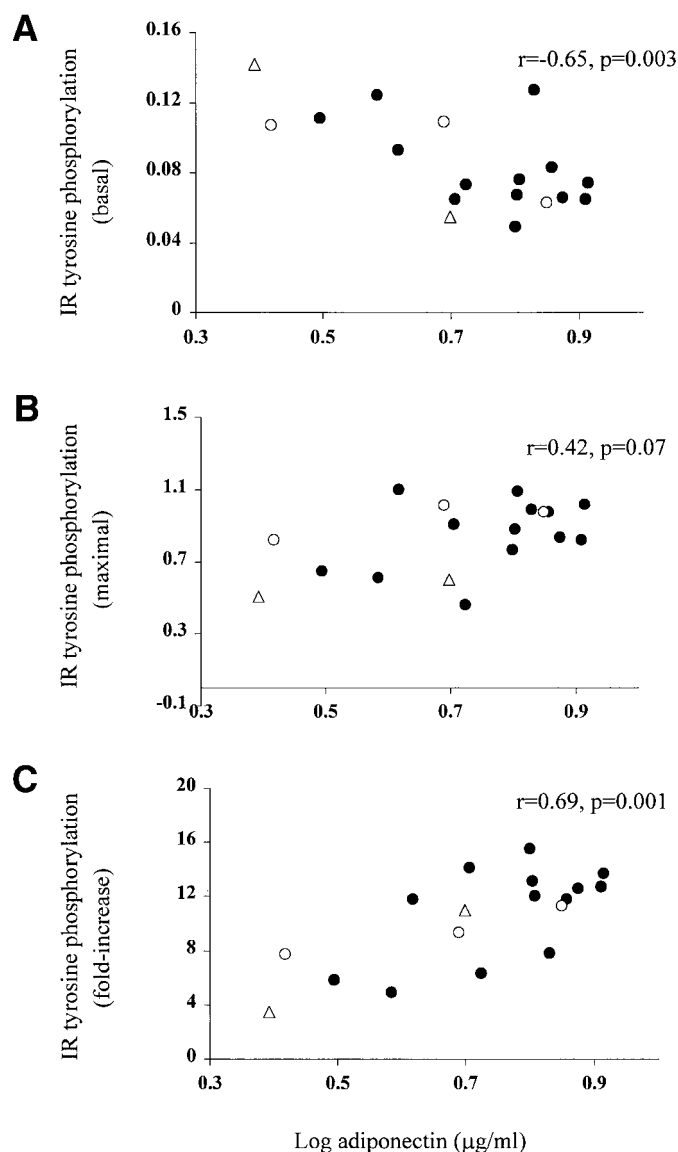 A
0.16
r=-0.65, p=0.003
0.12
0.08
0.04
0
0.3 0.5 0.7 0.9
IR tyrosine phosphorylation
(basal)
B
1.5
r=0.42, p=0.07
1.1
0.7
0.3
-0.1
0.3 0.5 0.7 0.9
IR tyrosine phosphorylation
(maximal)
C
20
r=0.69, p=0.001
16
12
8
4
0
0.3 0.5 0.7 0.9
IR tyrosine phosphorylation
(fold-increase)
Log adiponectin (μg/ml)